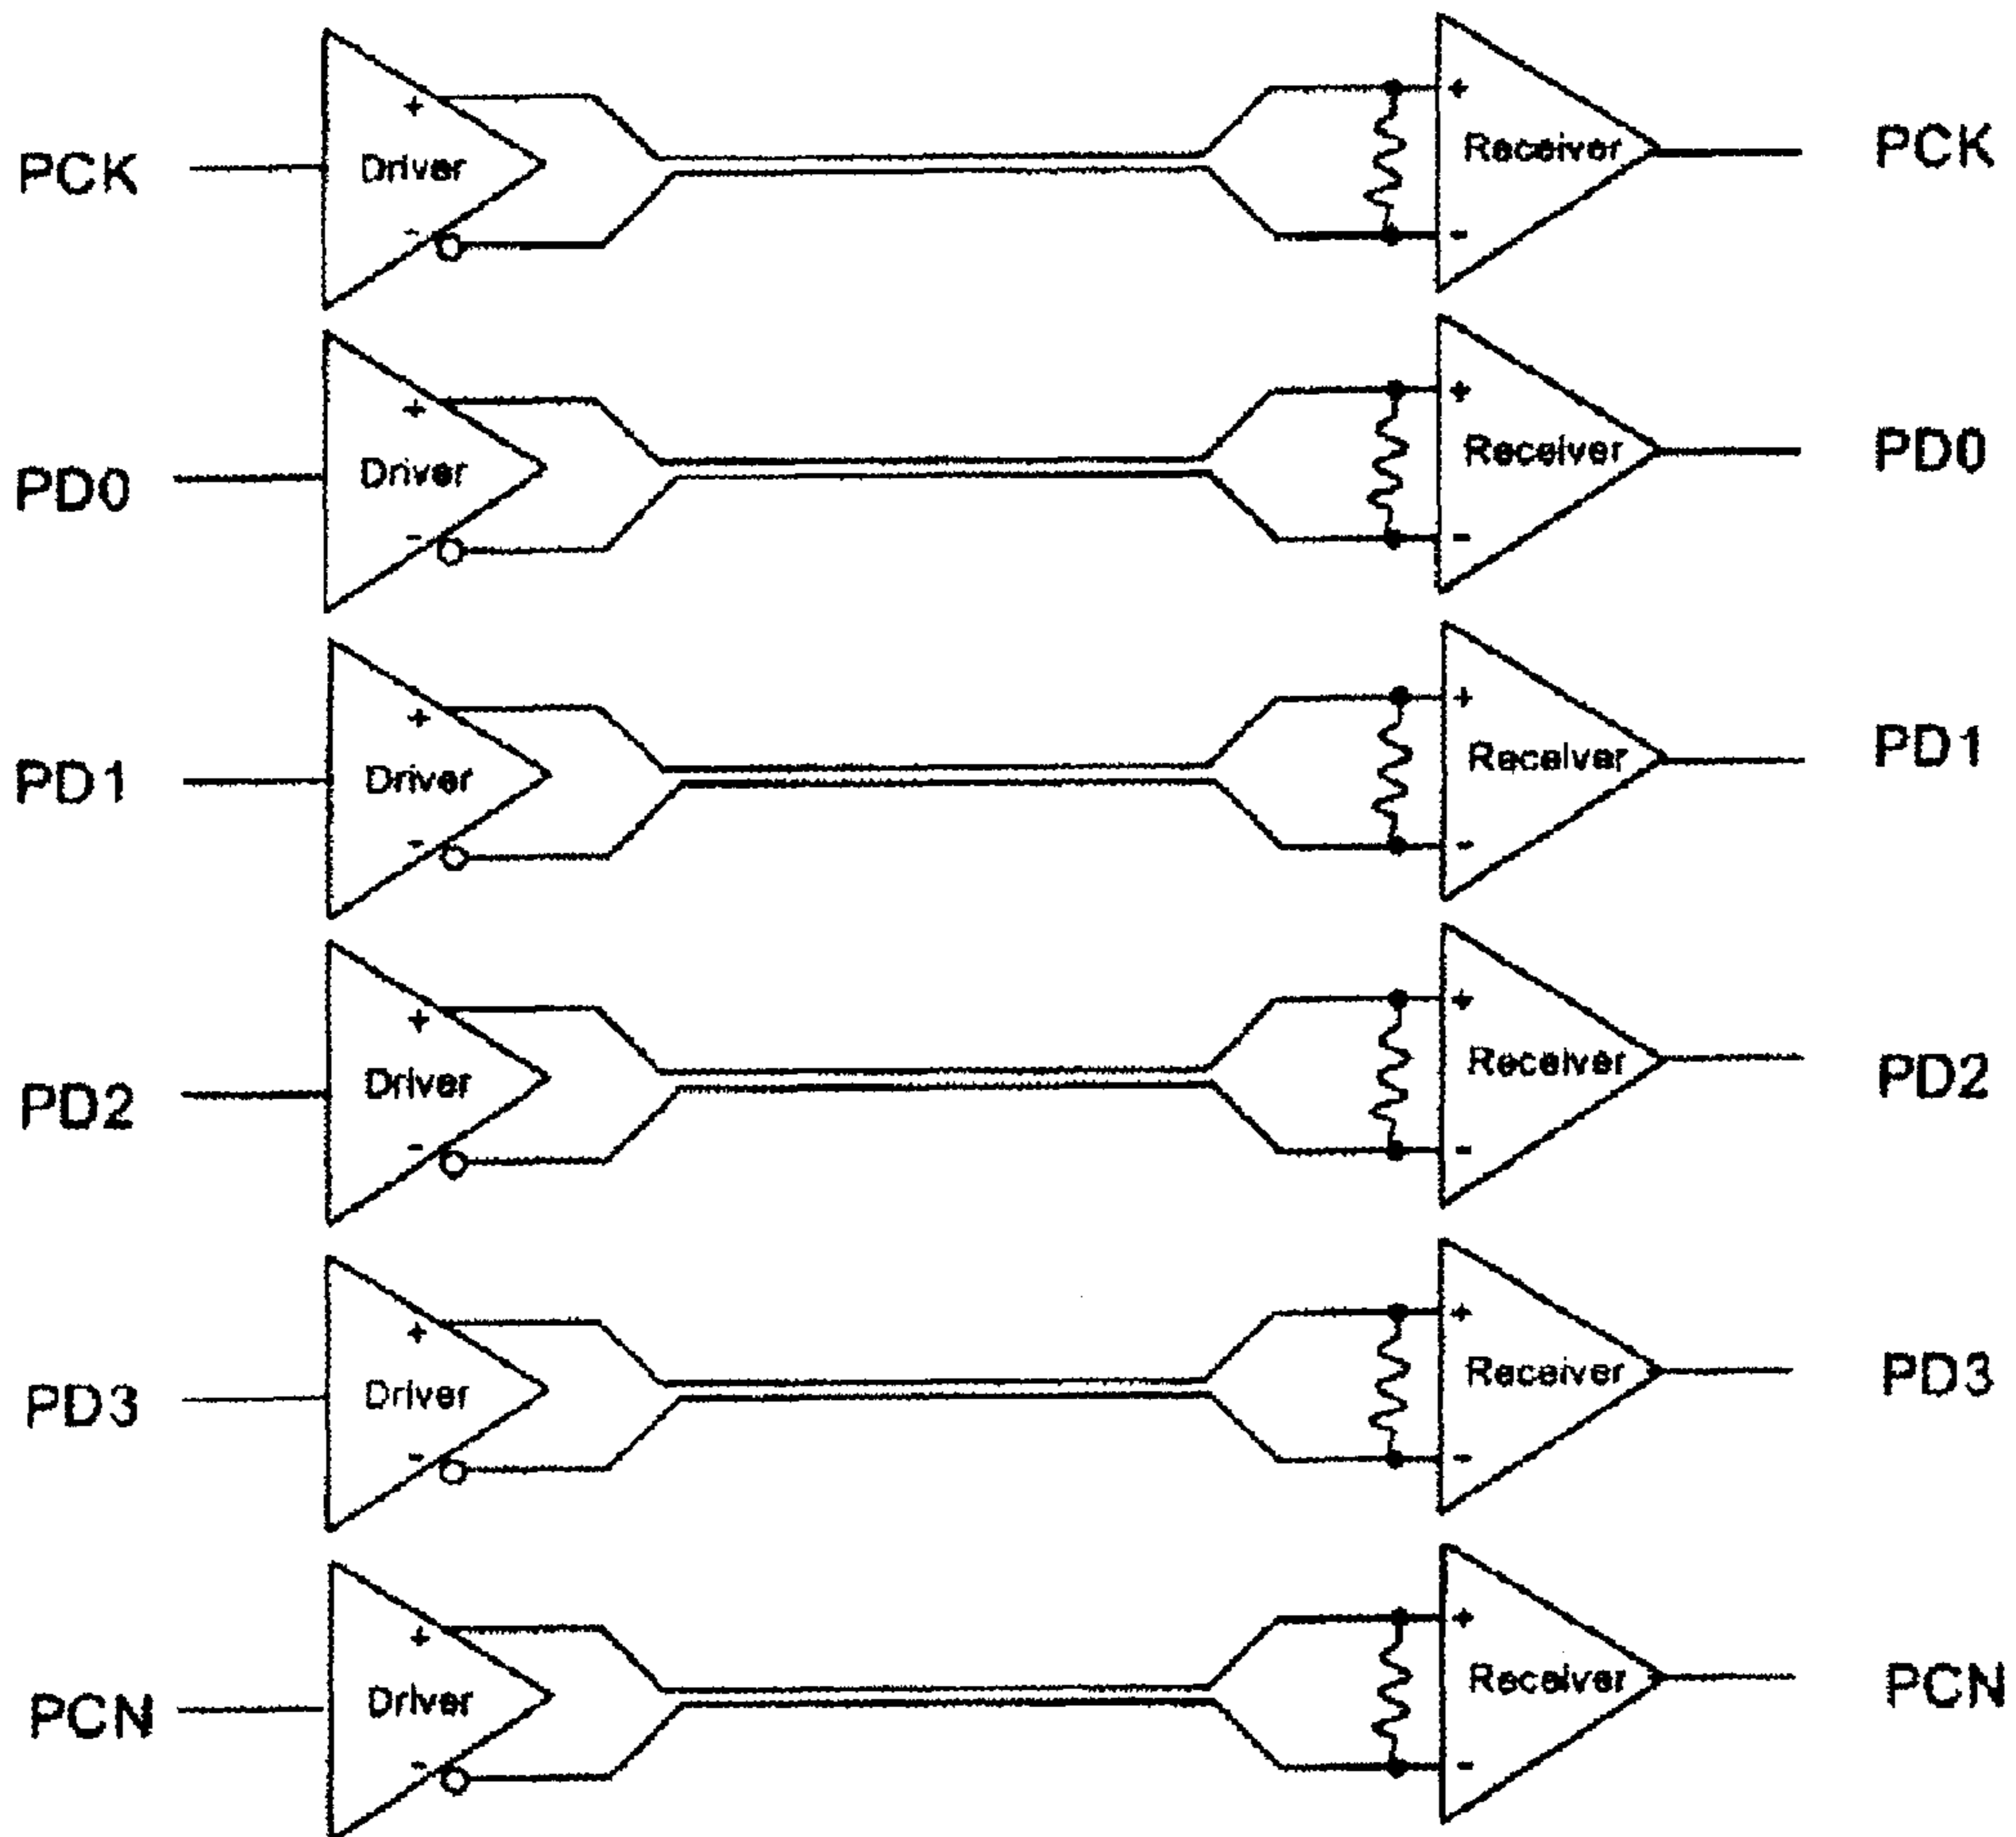 PCK + Driver - + Receiver - PCK
PD0 + Driver - + Receiver - PD0
PD1 + Driver - + Receiver - PD1
PD2 + Driver - + Receiver - PD2
PD3 + Driver - + Receiver - PD3
PCN + Driver - + Receiver - PCN